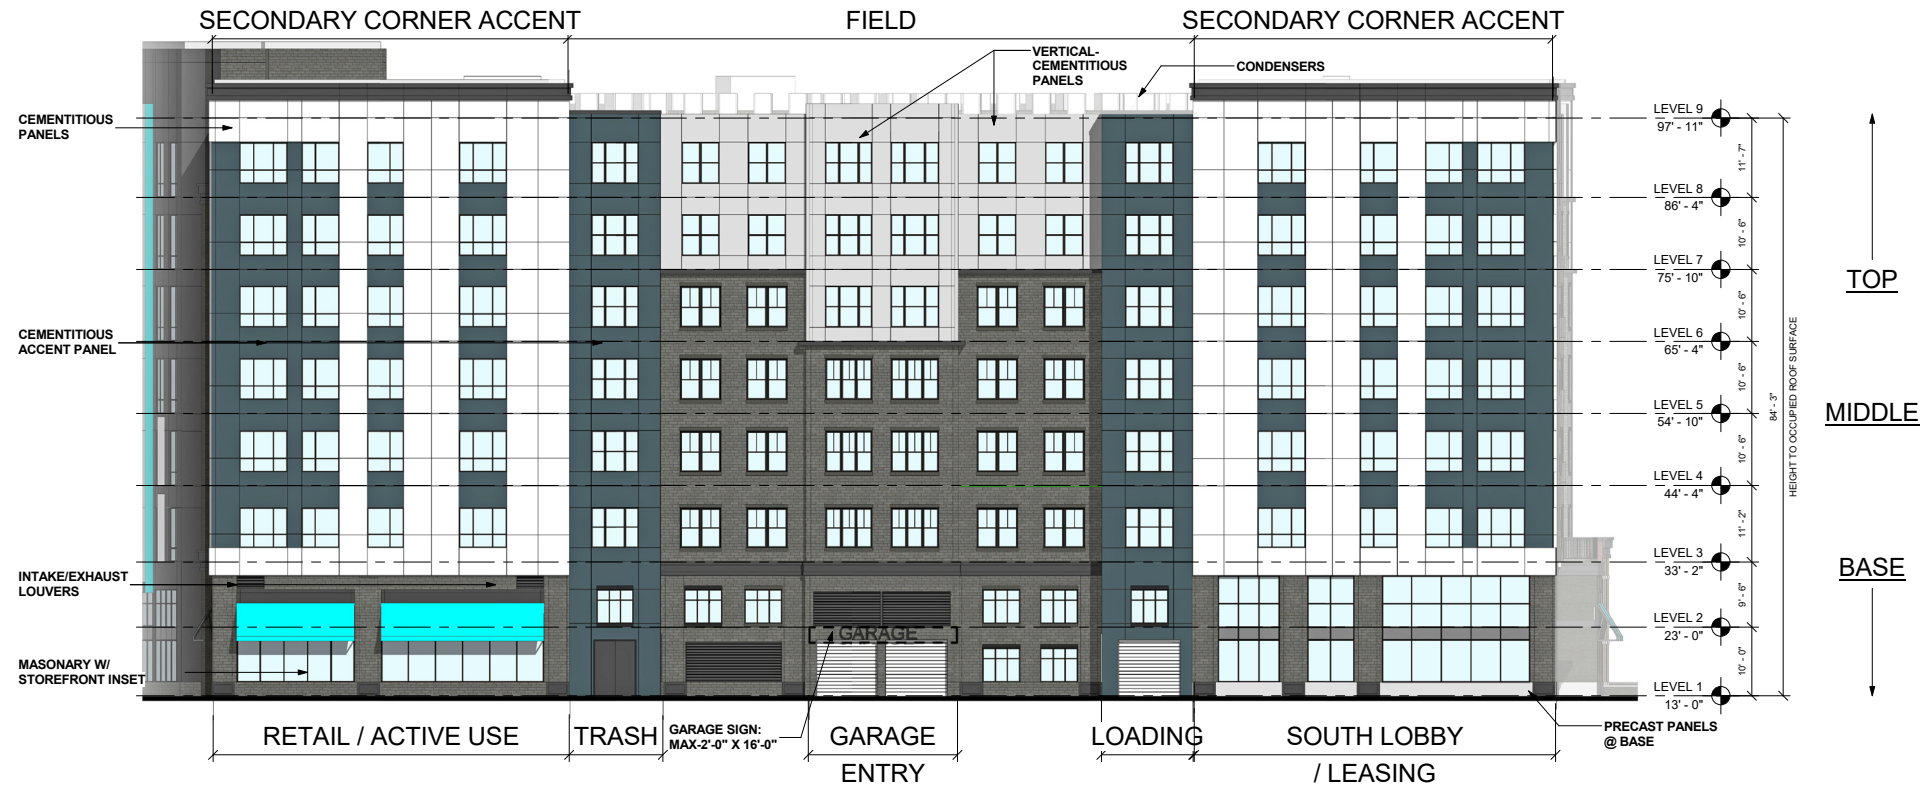 SECONDARY CORNER ACCENT
FIELD
SECONDARY CORNER ACCENT
VERTICAL-
CEMENTITIOUS
PANELS
CONDENSERS
CEMENTITIOUS
PANELS
CEMENTITIOUS
ACCENT PANEL
INTAKE/EXHAUST
LOUVERS
MASONARY W/
STOREFRONT INSET
LEVEL 9
97' - 11"
11' - 7"
LEVEL 8
86' - 4"
10' - 6"
LEVEL 7
75' - 10"
10' - 6"
LEVEL 6
65' - 4"
10' - 6"
LEVEL 5
54' - 10"
10' - 6"
LEVEL 4
44' - 4"
11' - 2"
LEVEL 3
33' - 2"
9' - 6"
LEVEL 2
23' - 0"
10' - 0"
LEVEL 1
13' - 0"
84' - 3"
HEIGHT TO OCCUPIED ROOF SURFACE
TOP
MIDDLE
BASE
GARAGE
RETAIL / ACTIVE USE
TRASH
GARAGE SIGN:
MAX-2'-0" X 16'-0"
GARAGE
ENTRY
LOADING
SOUTH LOBBY
/ LEASING
PRECAST PANELS
@ BASE